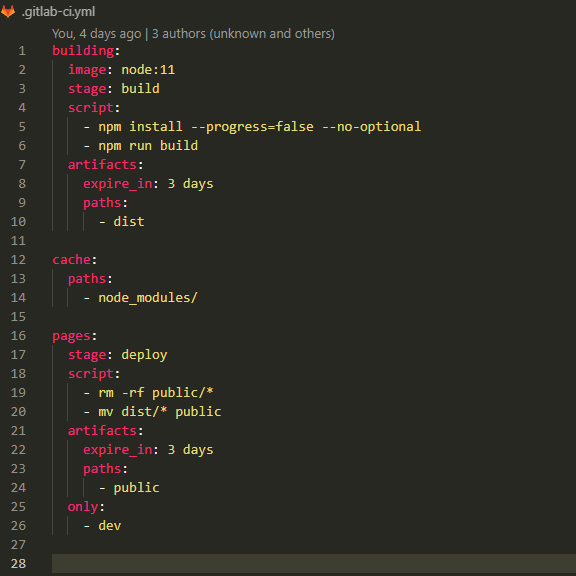 .gitlab-ci.yml
You, 4 days ago | 3 authors (unknown and others)
1 building:
2   image: node:11
3   stage: build
4   script:
5     - npm install --progress=false --no-optional
6     - npm run build
7   artifacts:
8     expire_in: 3 days
9     paths:
10       - dist
11
12 cache:
13   paths:
14     - node_modules/
15
16 pages:
17   stage: deploy
18   script:
19     - rm -rf public/*
20     - mv dist/* public
21   artifacts:
22     expire_in: 3 days
23     paths:
24       - public
25   only:
26     - dev
27
28